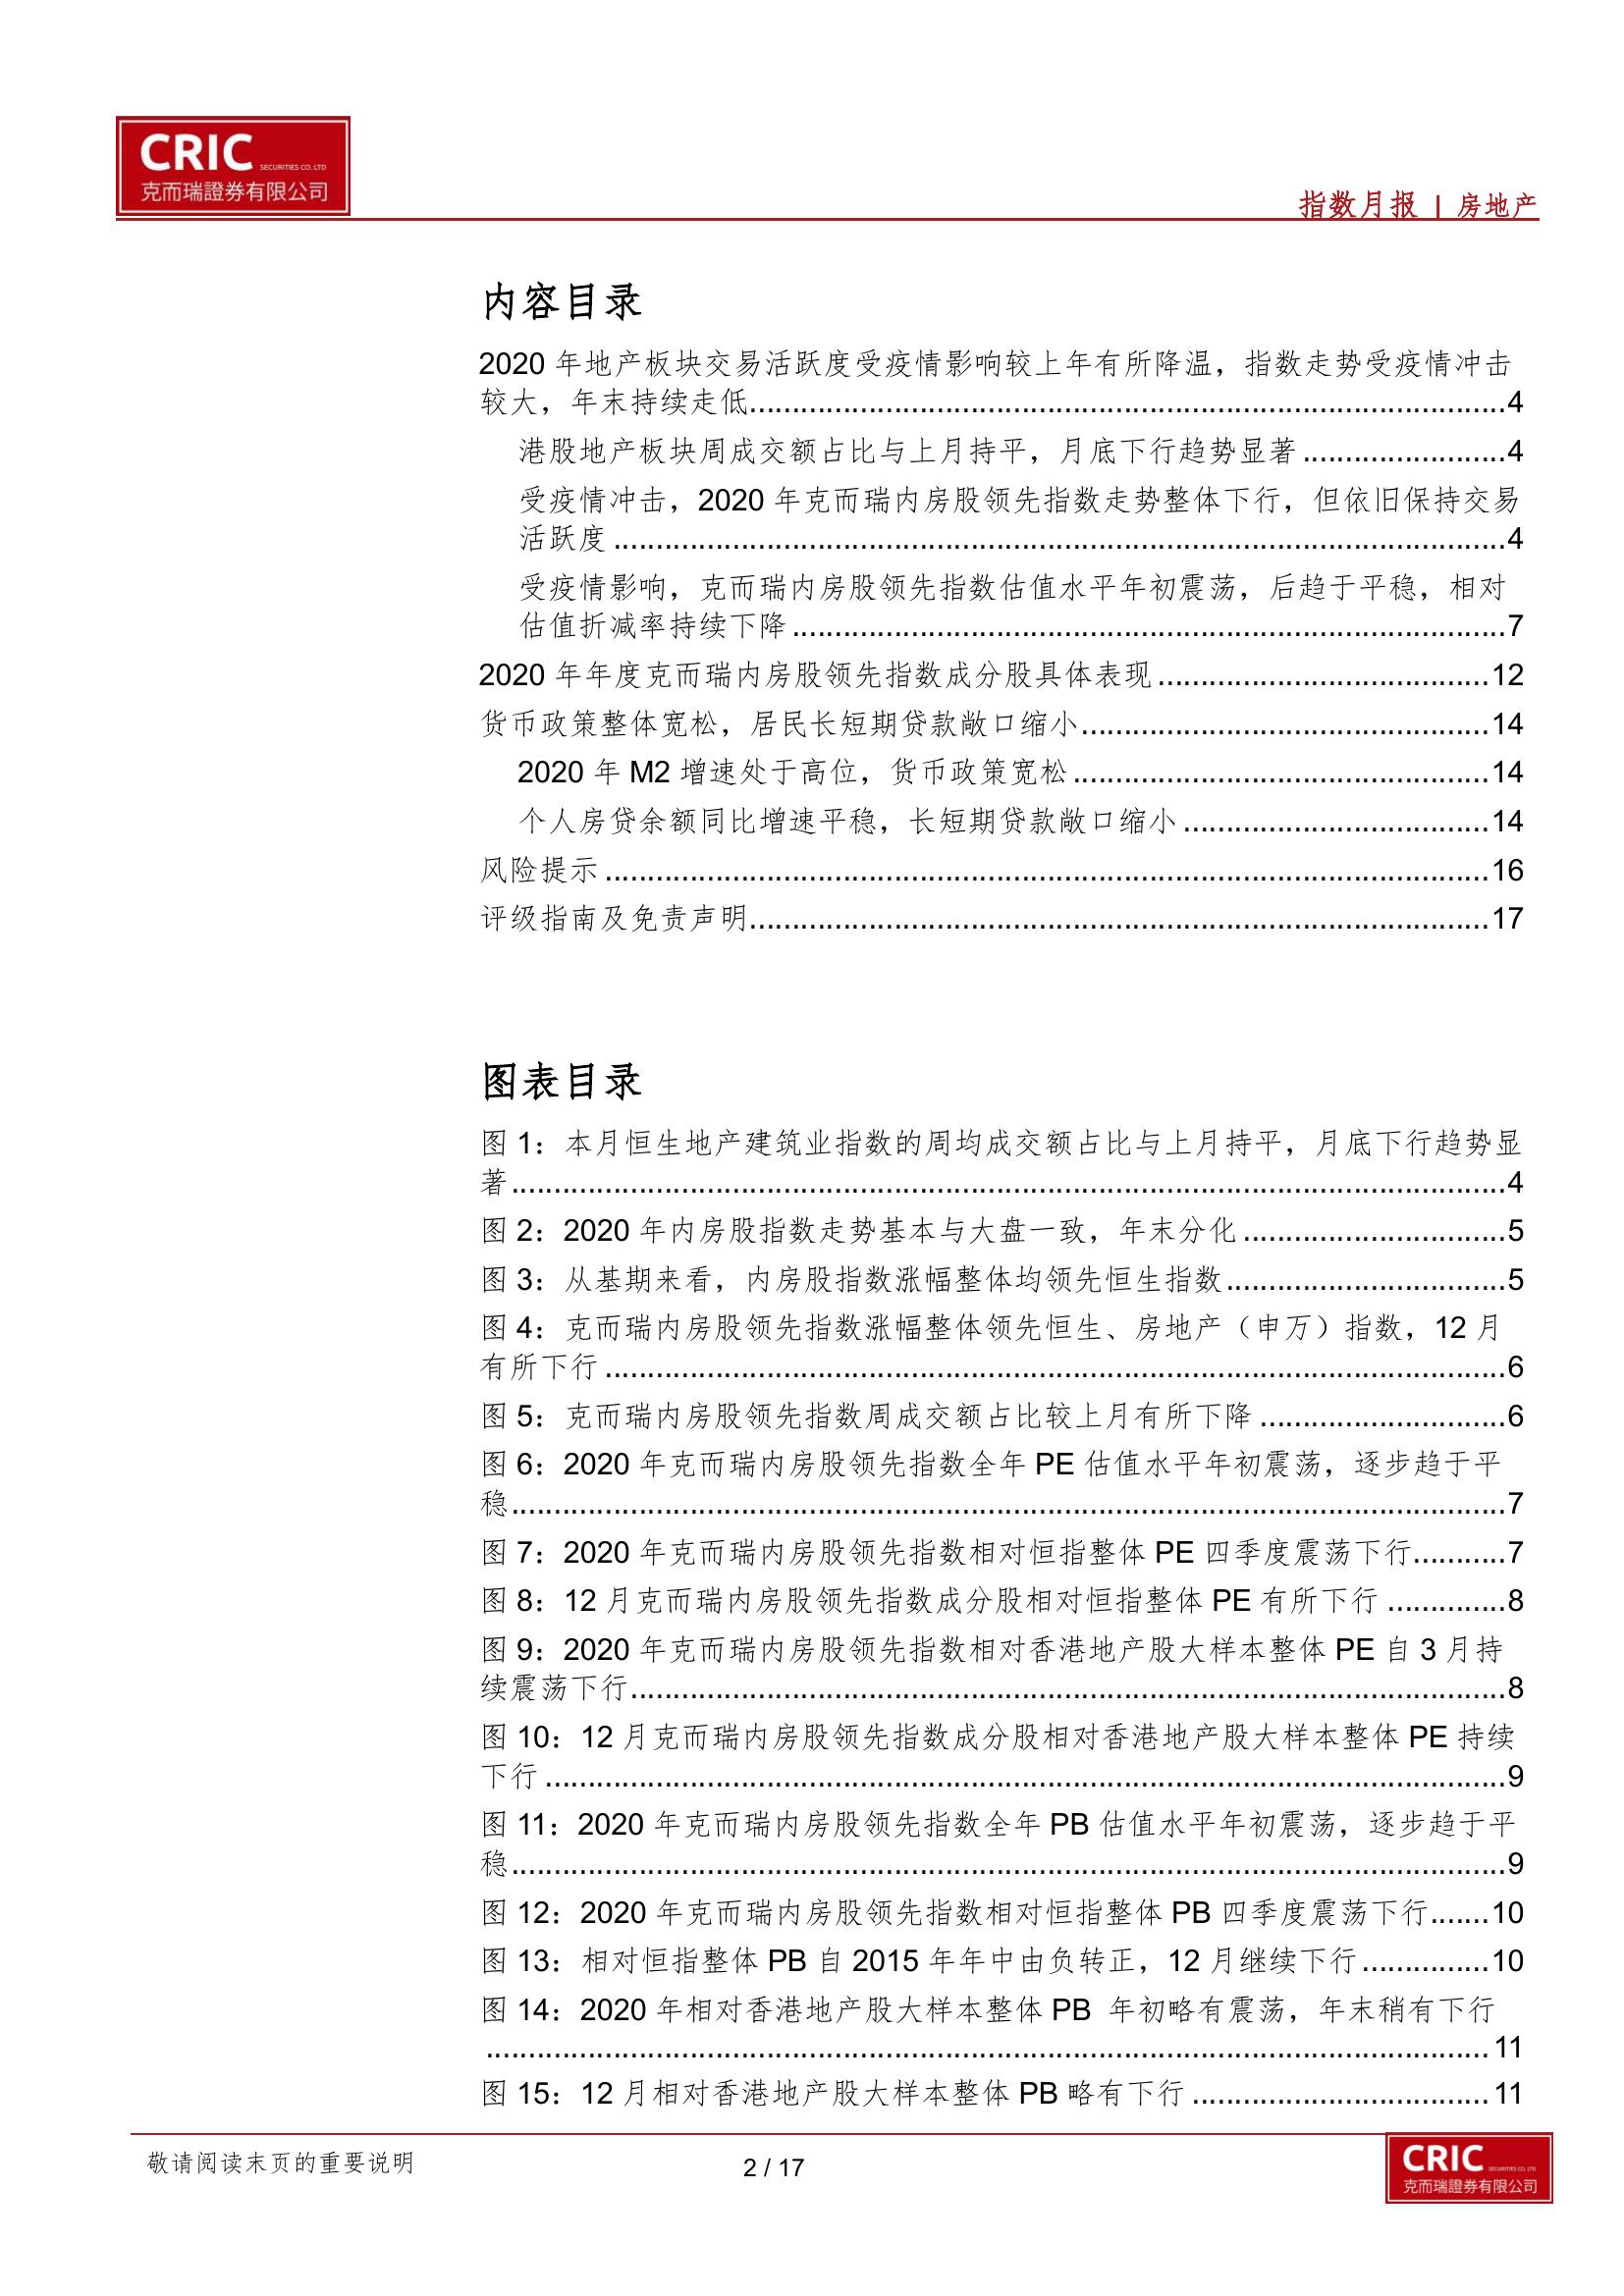 CRIC SECURITIES CO. LTD
克而瑞證券有限公司
指数月报 | 房地产
内容目录
2020 年地产板块交易活跃度受疫情影响较上年有所降温，指数走势受疫情冲击
较大，年末持续走低..........4
港股地产板块周成交额占比与上月持平，月底下行趋势显著..........4
受疫情冲击，2020 年克而瑞内房股领先指数走势整体下行，但依旧保持交易
活跃度..........4
受疫情影响，克而瑞内房股领先指数估值水平年初震荡，后趋于平稳，相对
估值折减率持续下降..........7
2020 年年度克而瑞内房股领先指数成分股具体表现..........12
货币政策整体宽松，居民长短期贷款敞口缩小..........14
2020 年 M2 增速处于高位，货币政策宽松..........14
个人房贷余额同比增速平稳，长短期贷款敞口缩小..........14
风险提示..........16
评级指南及免责声明..........17
图表目录
图 1：本月恒生地产建筑业指数的周均成交额占比与上月持平，月底下行趋势显
著..........4
图 2：2020 年内房股指数走势基本与大盘一致，年末分化..........5
图 3：从基期来看，内房股指数涨幅整体均领先恒生指数..........5
图 4：克而瑞内房股领先指数涨幅整体领先恒生、房地产（申万）指数，12 月
有所下行..........6
图 5：克而瑞内房股领先指数周成交额占比较上月有所下降..........6
图 6：2020 年克而瑞内房股领先指数全年 PE 估值水平年初震荡，逐步趋于平
稳..........7
图 7：2020 年克而瑞内房股领先指数相对恒指整体 PE 四季度震荡下行..........7
图 8：12 月克而瑞内房股领先指数成分股相对恒指整体 PE 有所下行..........8
图 9：2020 年克而瑞内房股领先指数相对香港地产股大样本整体 PE 自 3 月持
续震荡下行..........8
图 10：12 月克而瑞内房股领先指数成分股相对香港地产股大样本整体 PE 持续
下行..........9
图 11：2020 年克而瑞内房股领先指数全年 PB 估值水平年初震荡，逐步趋于平
稳..........9
图 12：2020 年克而瑞内房股领先指数相对恒指整体 PB 四季度震荡下行.......10
图 13：相对恒指整体 PB 自 2015 年年中由负转正，12 月继续下行..........10
图 14：2020 年相对香港地产股大样本整体 PB 年初略有震荡，年末稍有下行
..........11
图 15：12 月相对香港地产股大样本整体 PB 略有下行..........11
敬请阅读末页的重要说明
2 / 17
CRIC SECURITIES CO. LTD
克而瑞證券有限公司